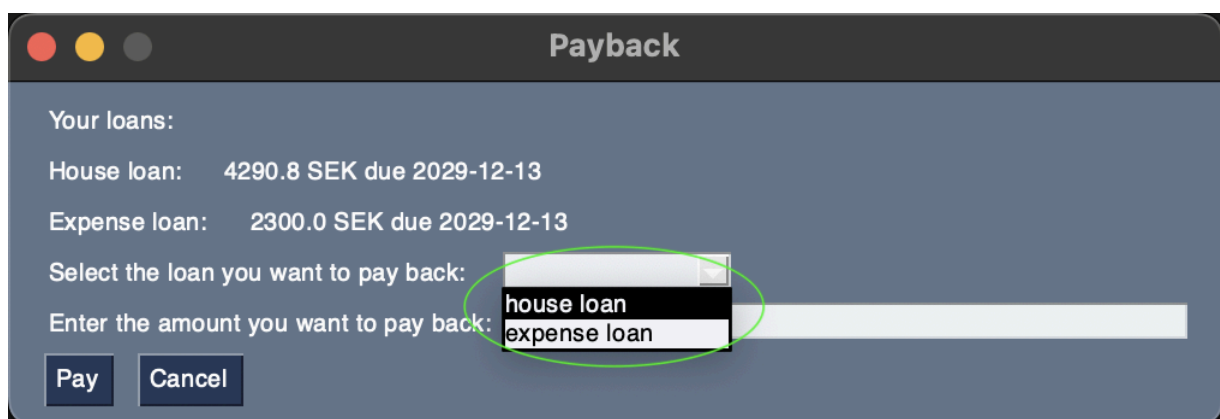 Payback
Your loans:
House loan: 4290.8 SEK due 2029-12-13
Expense loan: 2300.0 SEK due 2029-12-13
Select the loan you want to pay back:
house loan
Enter the amount you want to pay back:
expense loan
Pay Cancel